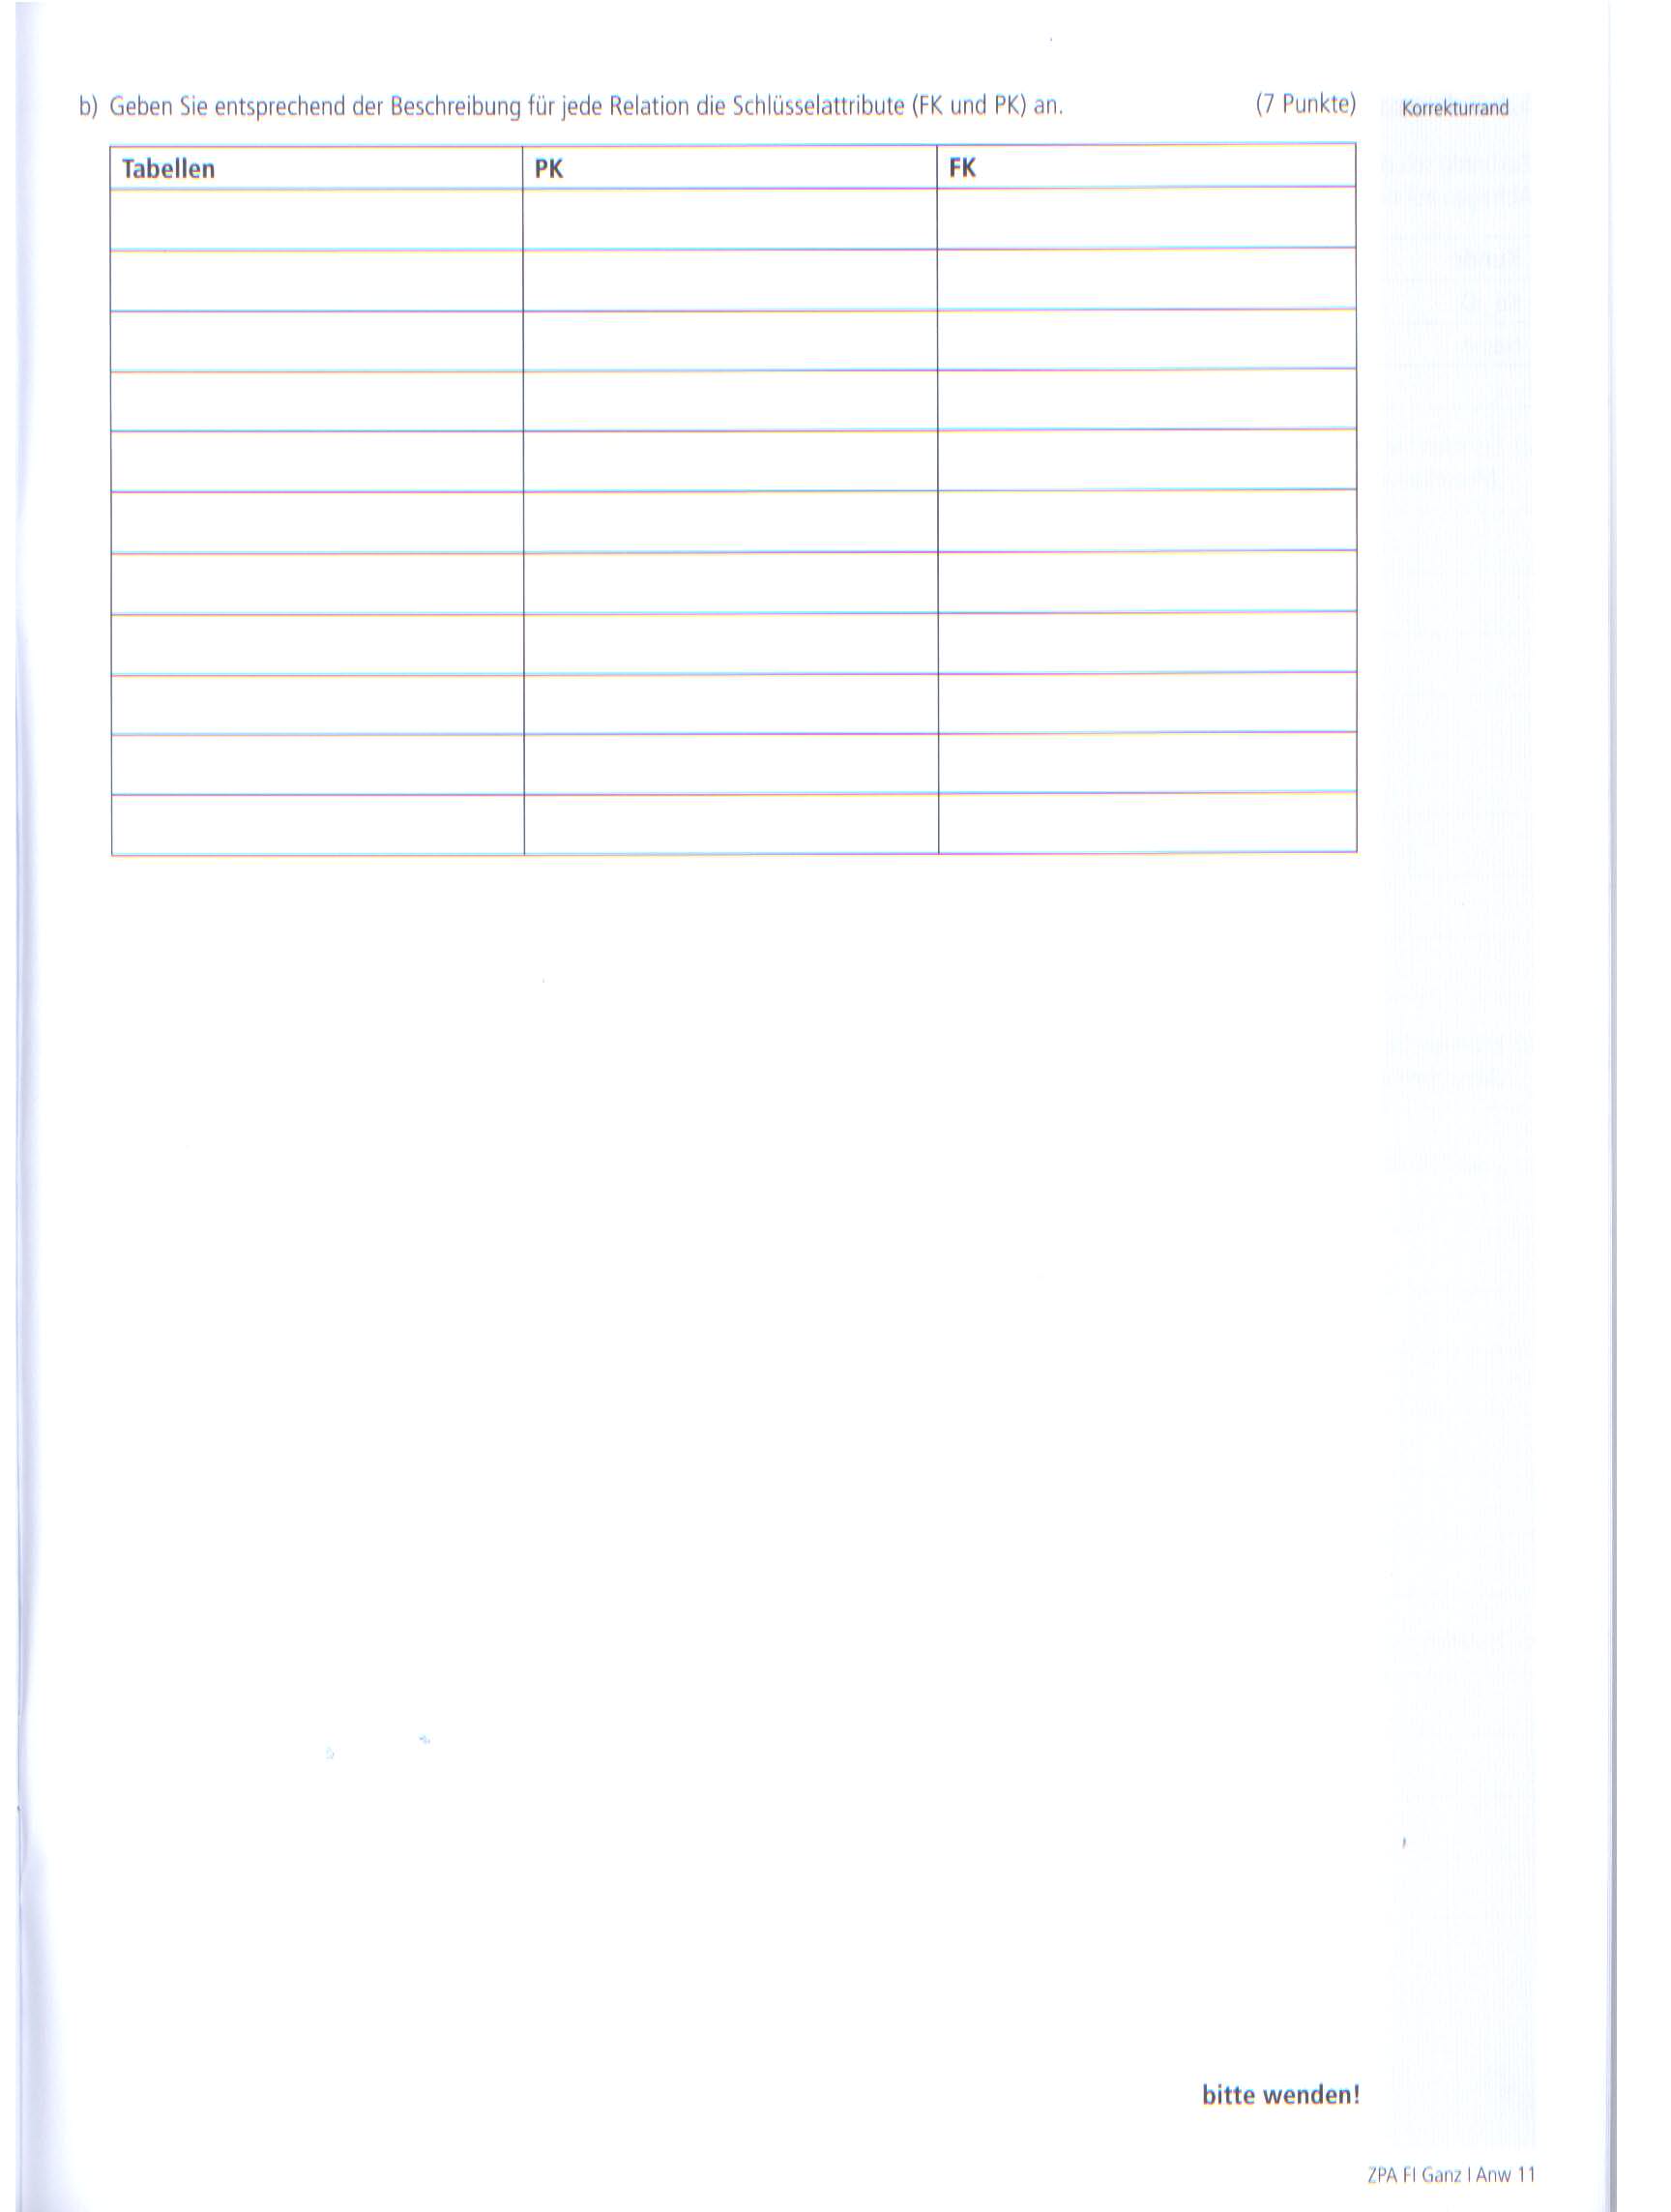 b) Geben Sie entsprechend der Beschreibung für jede Relation die Schlüsselattribute (FK und PK) an. (7 Punkte) Korrekturrand
Tabellen PK FK
bitte wenden!
ZPA FI Ganz I Anw 11